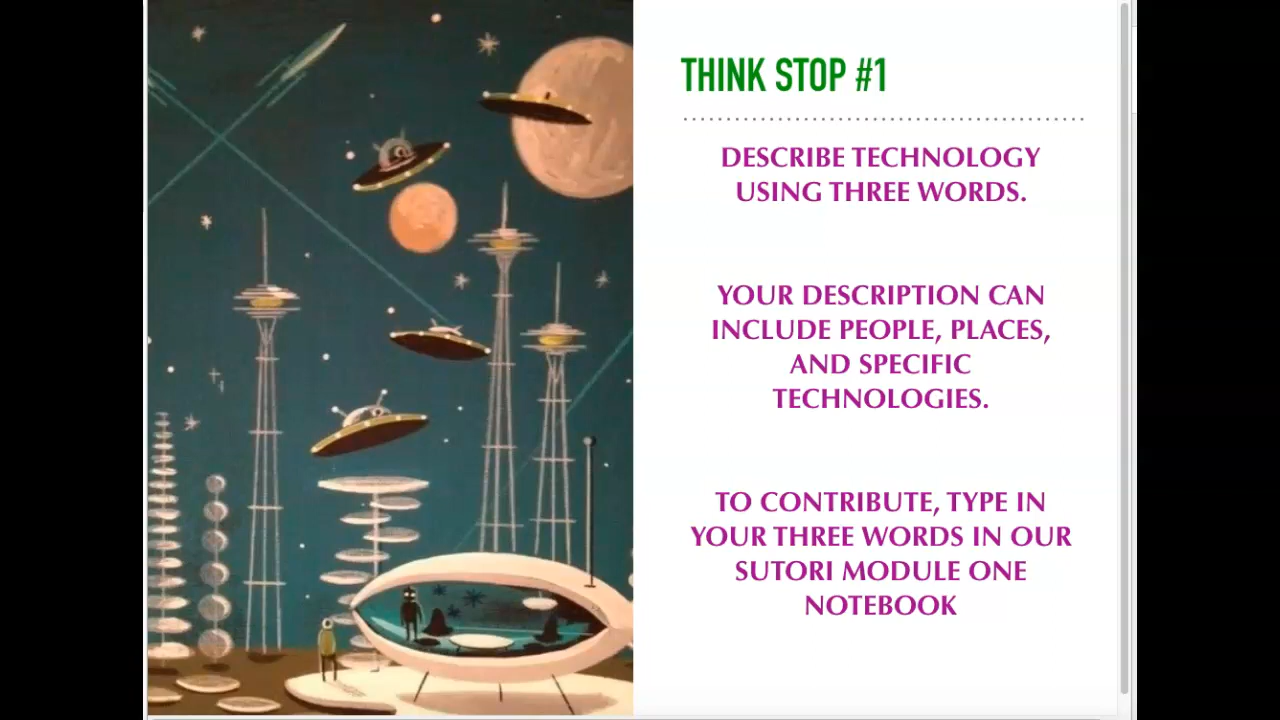 THINK STOP #1
DESCRIBE TECHNOLOGY
USING THREE WORDS.
YOUR DESCRIPTION CAN
INCLUDE PEOPLE, PLACES,
AND SPECIFIC
TECHNOLOGIES.
TO CONTRIBUTE, TYPE IN
YOUR THREE WORDS IN OUR
SUTORI MODULE ONE
NOTEBOOK